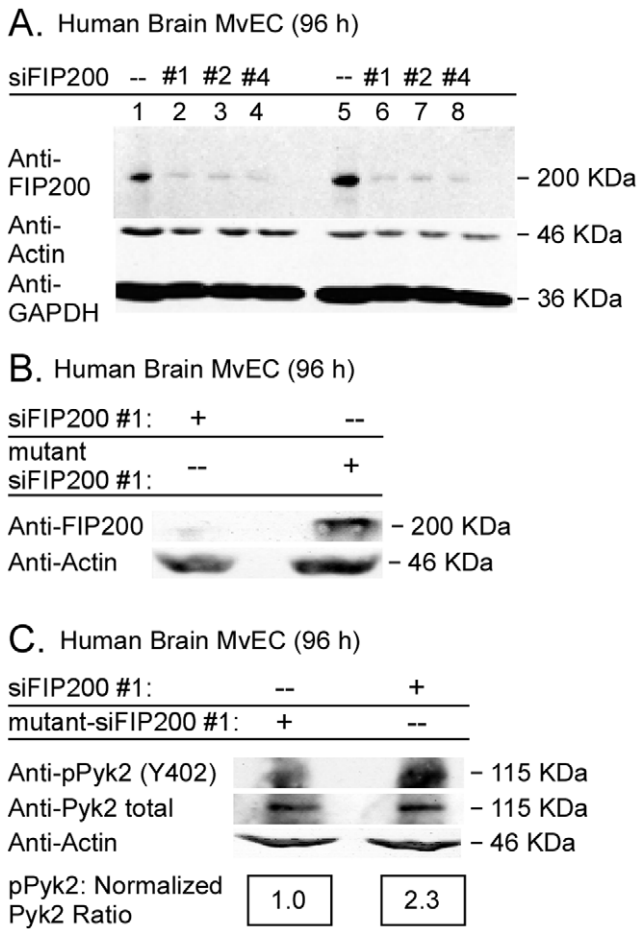 A. Human Brain MvEC (96 h)
siFIP200 -- #1 #2 #4 -- #1 #2 #4
1 2 3 4 5 6 7 8
Anti-
FIP200
– 200 KDa
Anti-
Actin
– 46 KDa
Anti-
GAPDH
– 36 KDa
B. Human Brain MvEC (96 h)
siFIP200 #1: + --
mutant
siFIP200 #1: -- +
Anti-FIP200 – 200 KDa
Anti-Actin – 46 KDa
C. Human Brain MvEC (96 h)
siFIP200 #1: -- +
mutant-siFIP200 #1: + --
Anti-pPyk2 (Y402) – 115 KDa
Anti-Pyk2 total – 115 KDa
Anti-Actin – 46 KDa
pPyk2: Normalized
Pyk2 Ratio
1.0 2.3